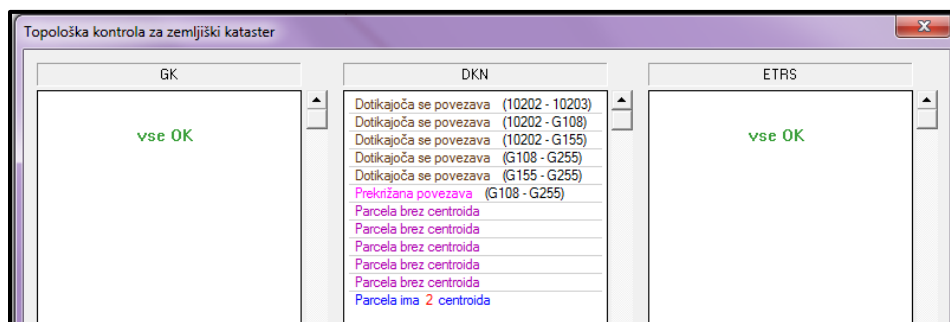 Topološka kontrola za zemljiški kataster
GK
DKN
ETRS
vse OK
Dotikajoča se povezava (10202 - 10203)
Dotikajoča se povezava (10202 - G108)
Dotikajoča se povezava (10202 - G155)
Dotikajoča se povezava (G108 - G255)
Dotikajoča se povezava (G155 - G255)
Prekrižana povezava (G108 - G255)
Parcela brez centroida
Parcela brez centroida
Parcela brez centroida
Parcela brez centroida
Parcela brez centroida
Parcela ima 2 centroida
vse OK